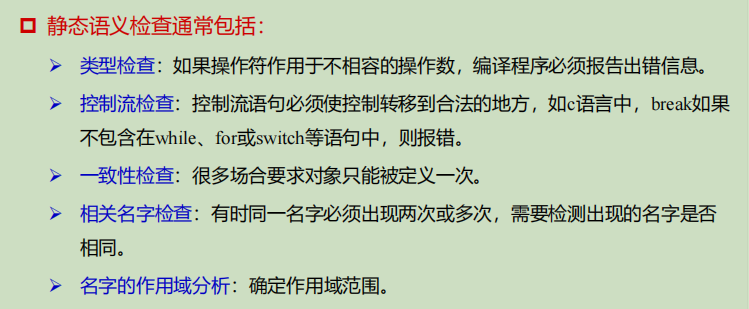 静态语义检查通常包括：
类型检查：如果操作符作用于不相容的操作数，编译程序必须报告出错信息。
控制流检查：控制流语句必须使控制转移到合法的地方，如c语言中，break如果
不包含在while、for或switch等语句中，则报错。
一致性检查：很多场合要求对象只能被定义一次。
相关名字检查：有时同一名字必须出现两次或多次，需要检测出现的名字是否
相同。
名字的作用域分析：确定作用域范围。